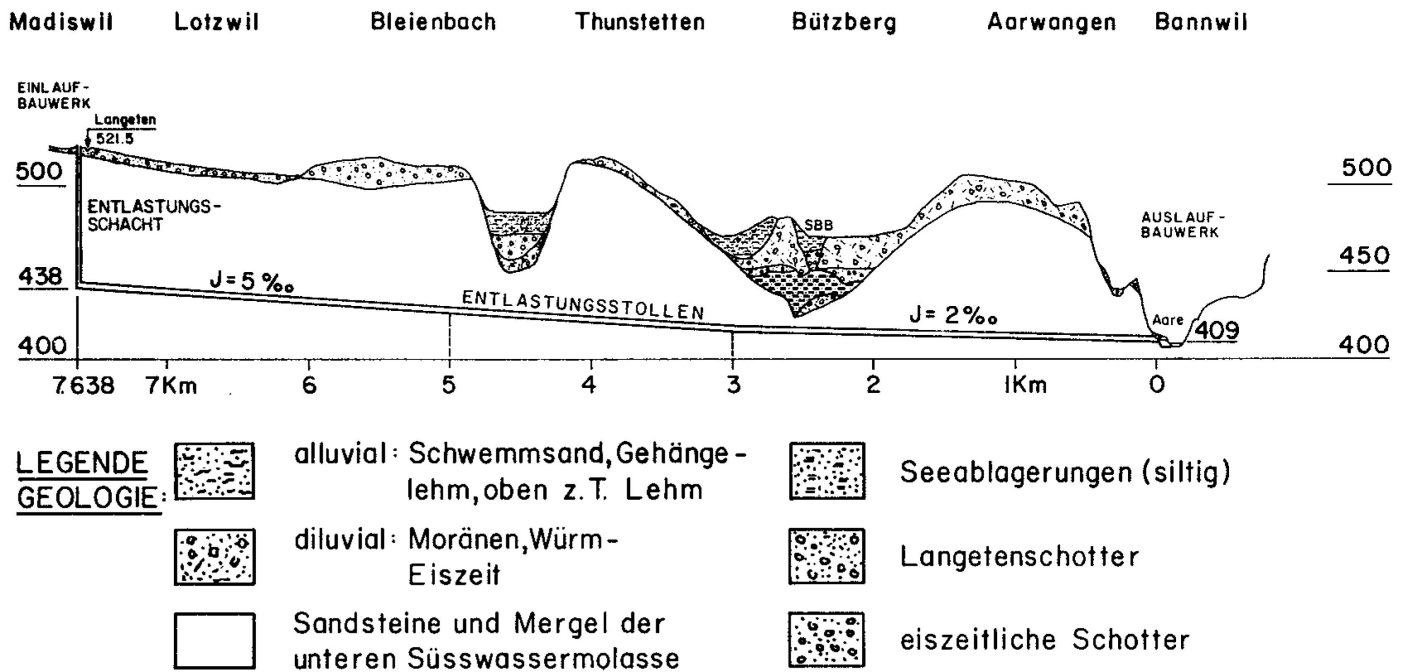 Madiswil Lotzwil Bleienbach Thunstetten Bützberg Aarwangen Bannwil
EINLAUF-
BAUWERK
Langeten
521.5
500 500
ENTLASTUNGS-
SCHACHT
SBB
AUSLAUF-
BAUWERK
450
438
J=5‰
ENTLASTUNGSSTOLLEN
J=2‰
Aare
409
400 400
7.638 7Km 6 5 4 3 2 1Km 0
LEGENDE
GEOLOGIE:
alluvial: Schwemmsand, Gehänge-
lehm, oben z.T. Lehm
diluvial: Moränen, Würm-
Eiszeit
Sandsteine und Mergel der
unteren Süsswassermolasse
Seeablagerungen (siltig)
Langetenschotter
eiszeitliche Schotter